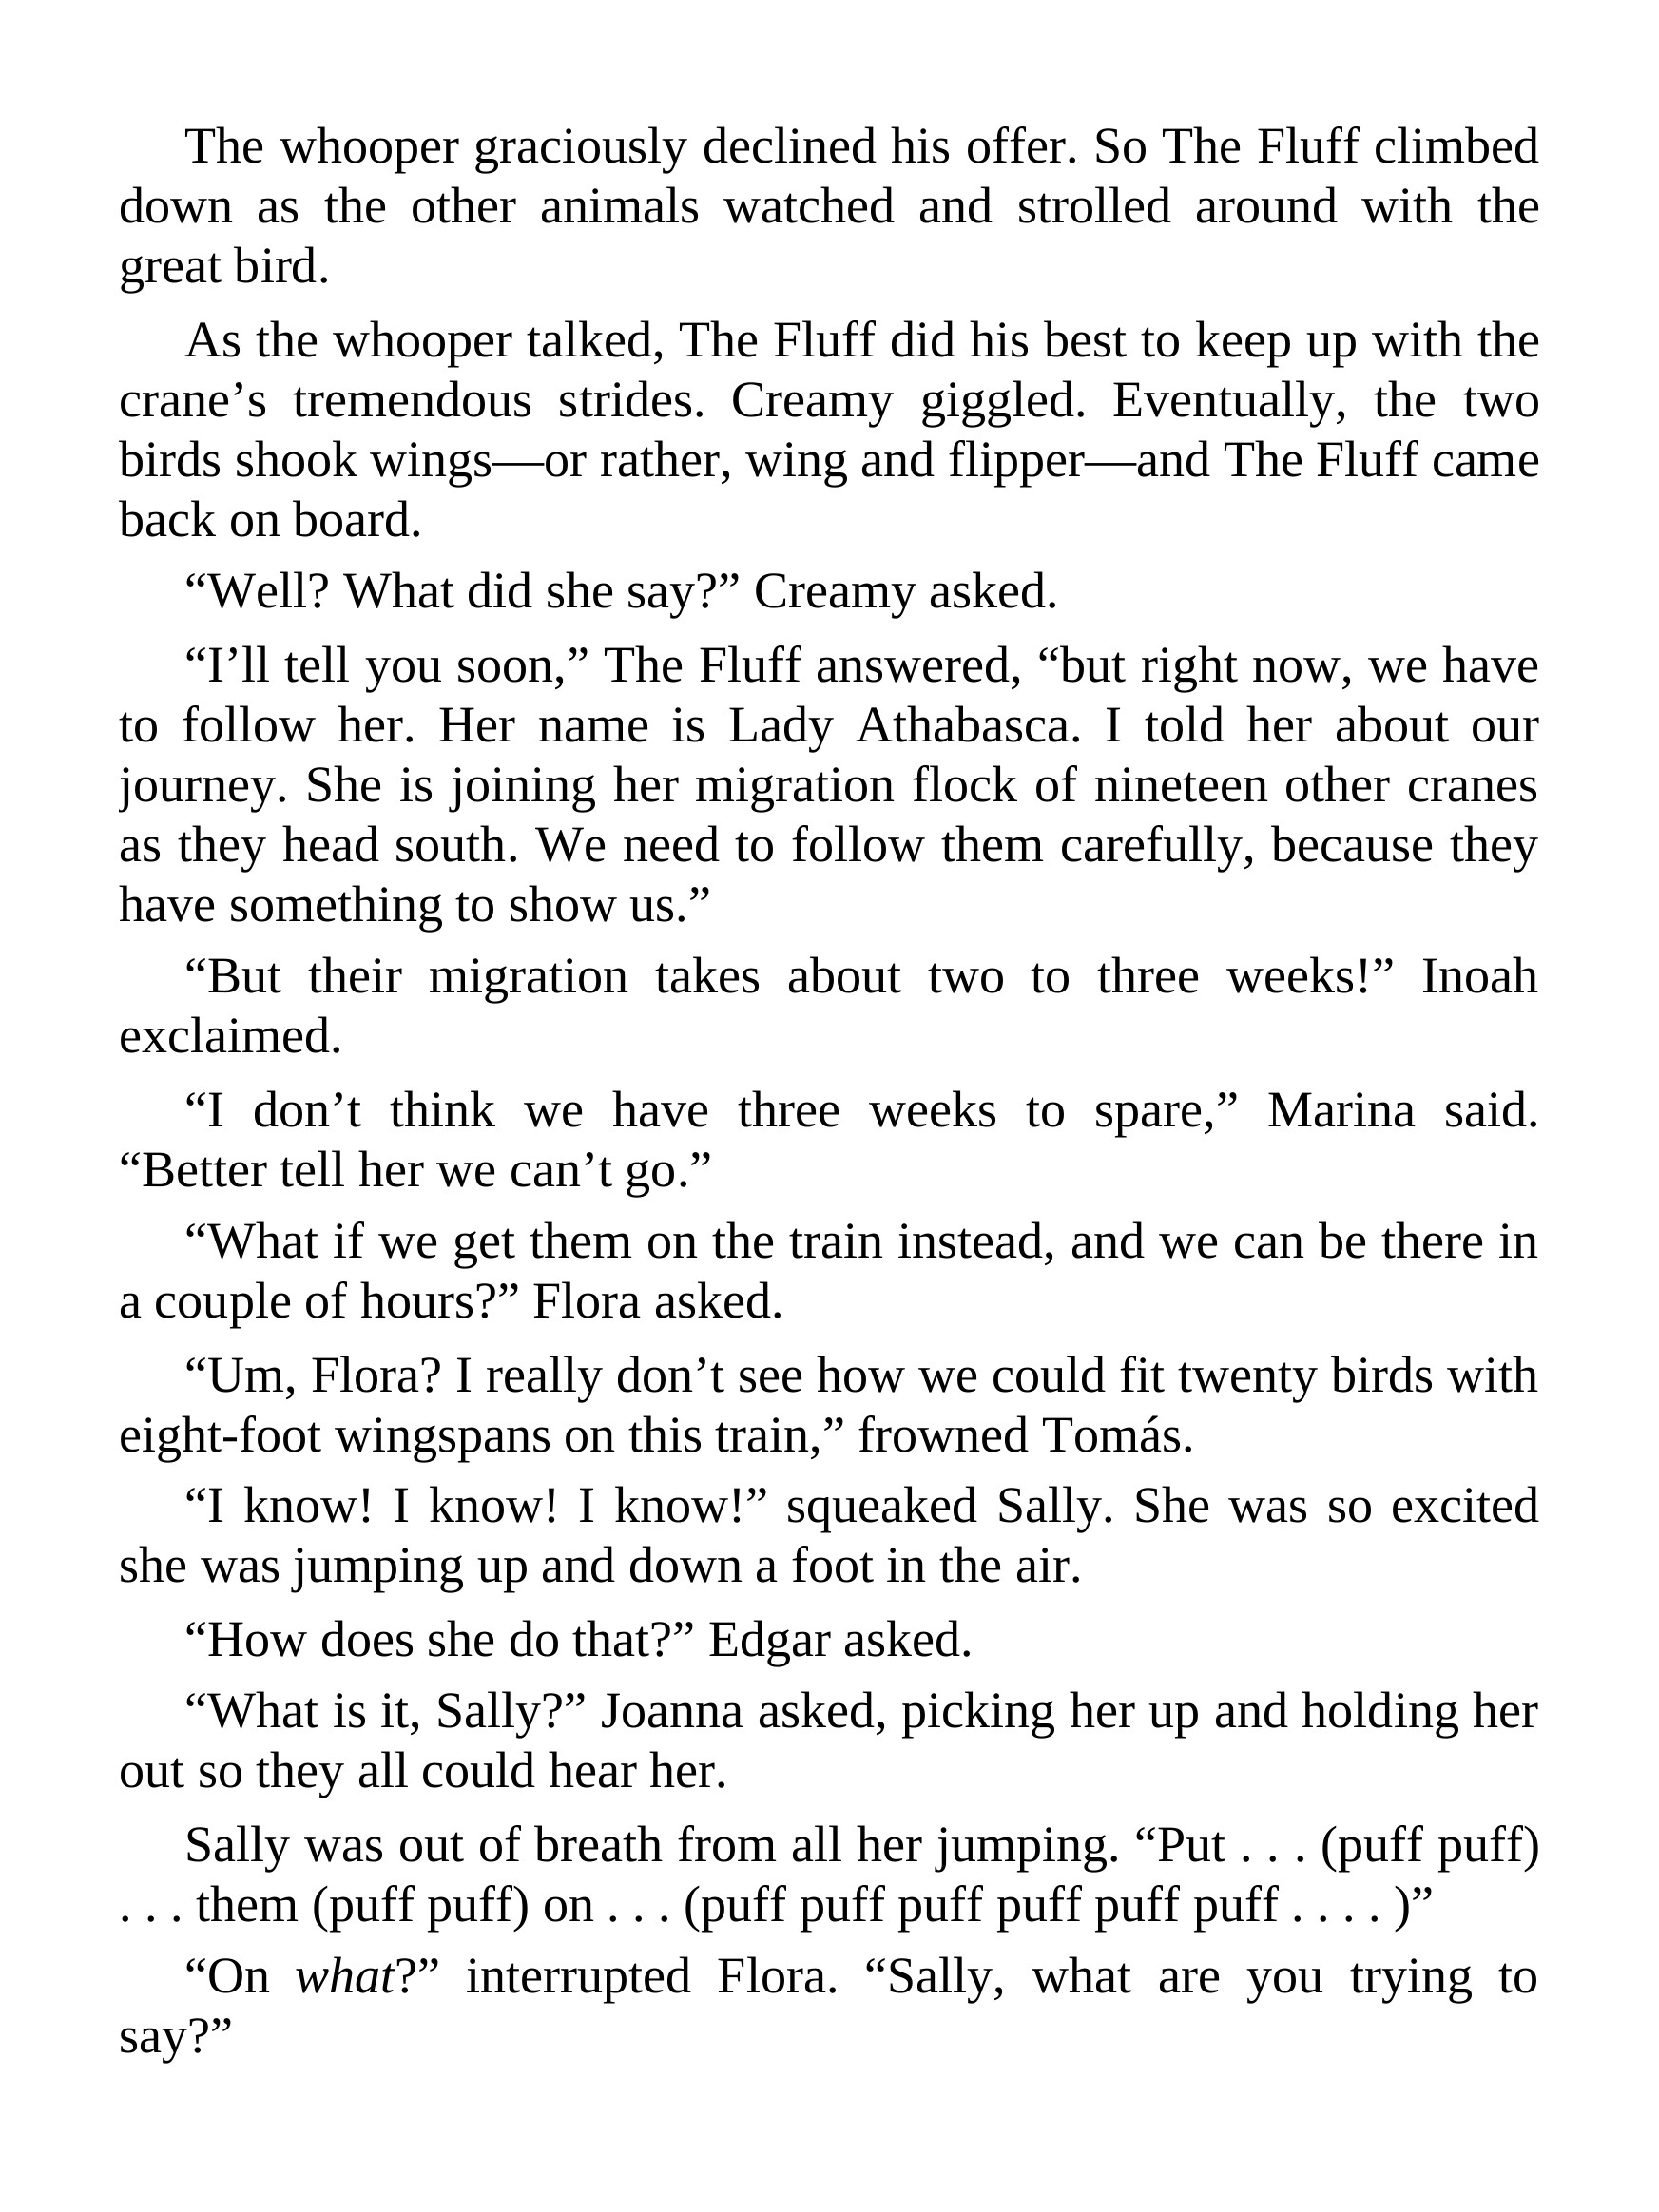 The whooper graciously declined his offer. So The Fluff climbed
down as the other animals watched and strolled around with the
great bird.
As the whooper talked, The Fluff did his best to keep up with the
crane’s tremendous strides. Creamy giggled. Eventually, the two
birds shook wings—or rather, wing and flipper—and The Fluff came
back on board.
“Well? What did she say?” Creamy asked.
“I’ll tell you soon,” The Fluff answered, “but right now, we have
to follow her. Her name is Lady Athabasca. I told her about our
journey. She is joining her migration flock of nineteen other cranes
as they head south. We need to follow them carefully, because they
have something to show us.”
“But their migration takes about two to three weeks!” Inoah
exclaimed.
“I don’t think we have three weeks to spare,” Marina said.
“Better tell her we can’t go.”
“What if we get them on the train instead, and we can be there in
a couple of hours?” Flora asked.
“Um, Flora? I really don’t see how we could fit twenty birds with
eight-foot wingspans on this train,” frowned Tomás.
“I know! I know! I know!” squeaked Sally. She was so excited
she was jumping up and down a foot in the air.
“How does she do that?” Edgar asked.
“What is it, Sally?” Joanna asked, picking her up and holding her
out so they all could hear her.
Sally was out of breath from all her jumping. “Put . . . (puff puff)
. . . them (puff puff) on . . . (puff puff puff puff puff puff . . . . )”
“On what?” interrupted Flora. “Sally, what are you trying to
say?”